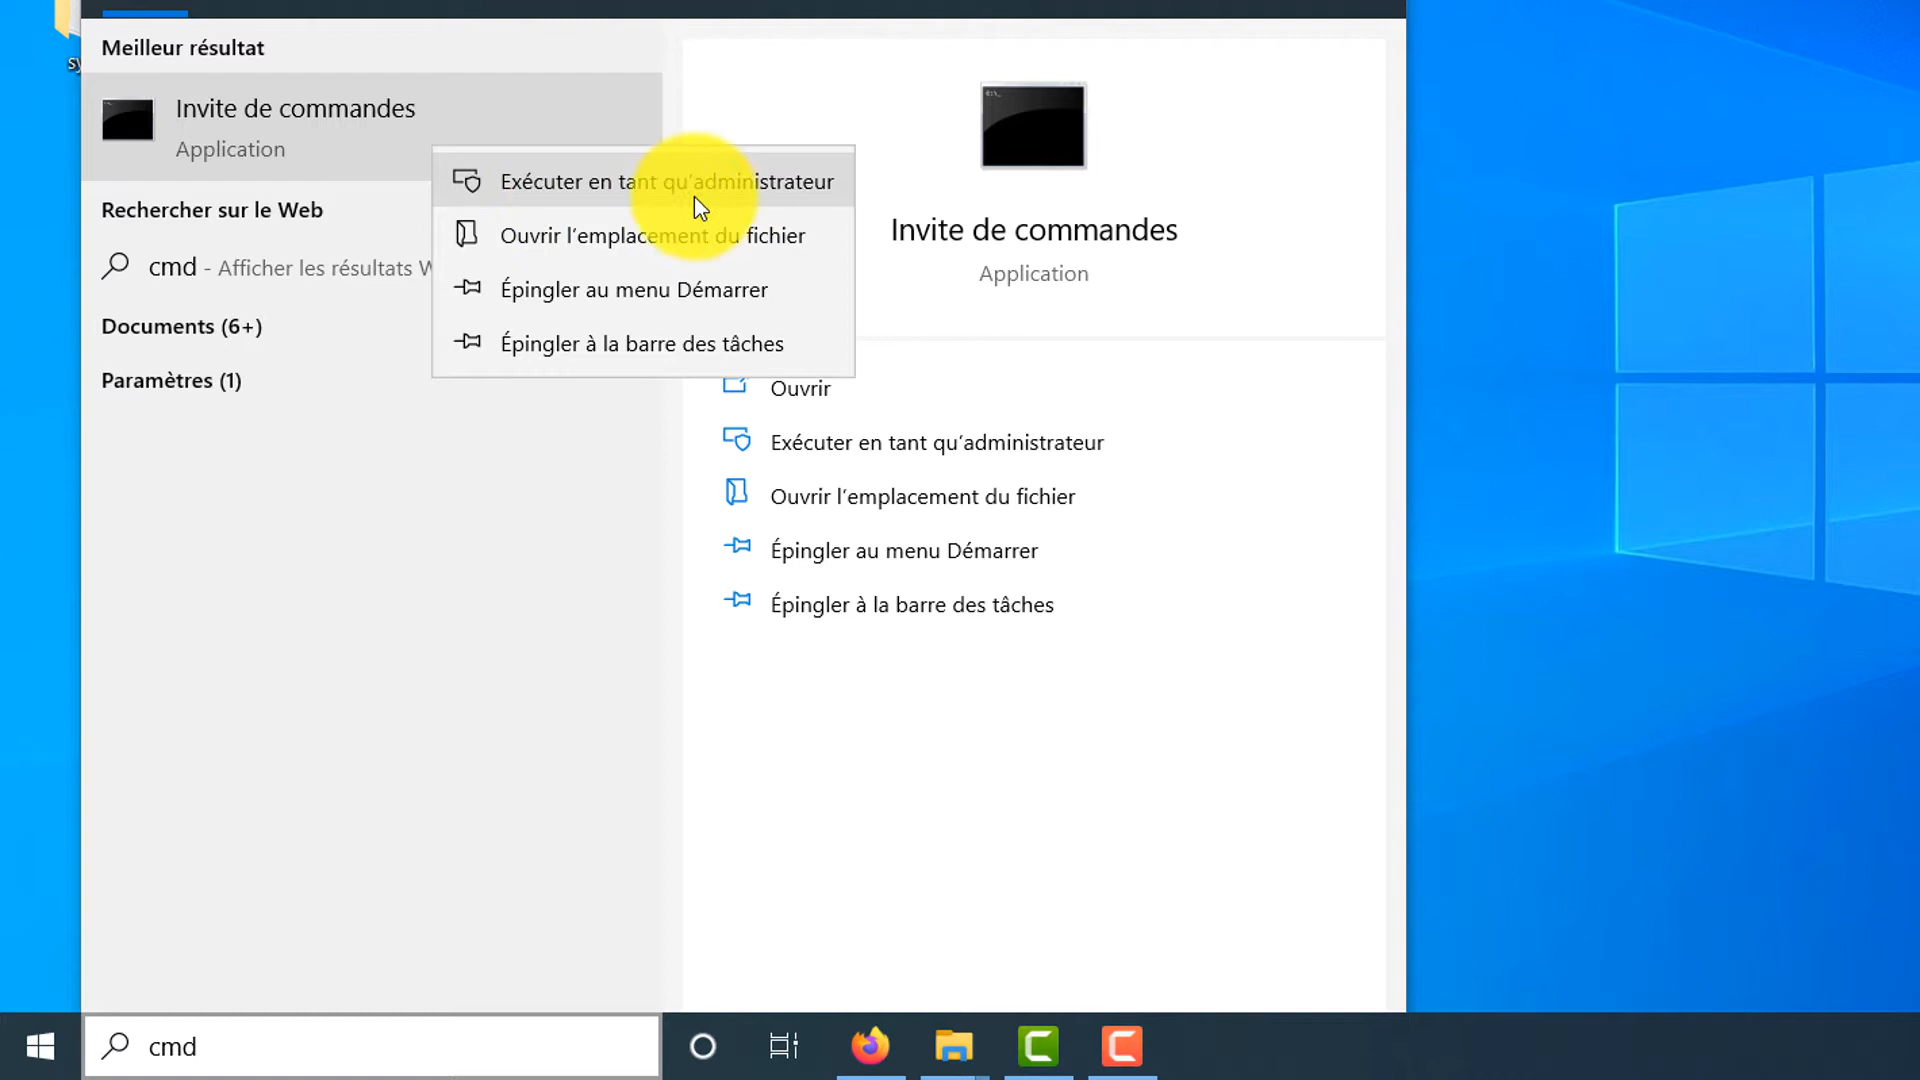 sy
Meilleur résultat
Invite de commandes
Application
Exécuter en tant qu'administrateur
Ouvrir l'emplacement du fichier
Épingler au menu Démarrer
Épingler à la barre des tâches
Rechercher sur le Web
cmd - Afficher les résultats
Documents (6+)
Paramètres (1)
Invite de commandes
Application
Ouvrir
Exécuter en tant qu'administrateur
Ouvrir l'emplacement du fichier
Épingler au menu Démarrer
Épingler à la barre des tâches
cmd